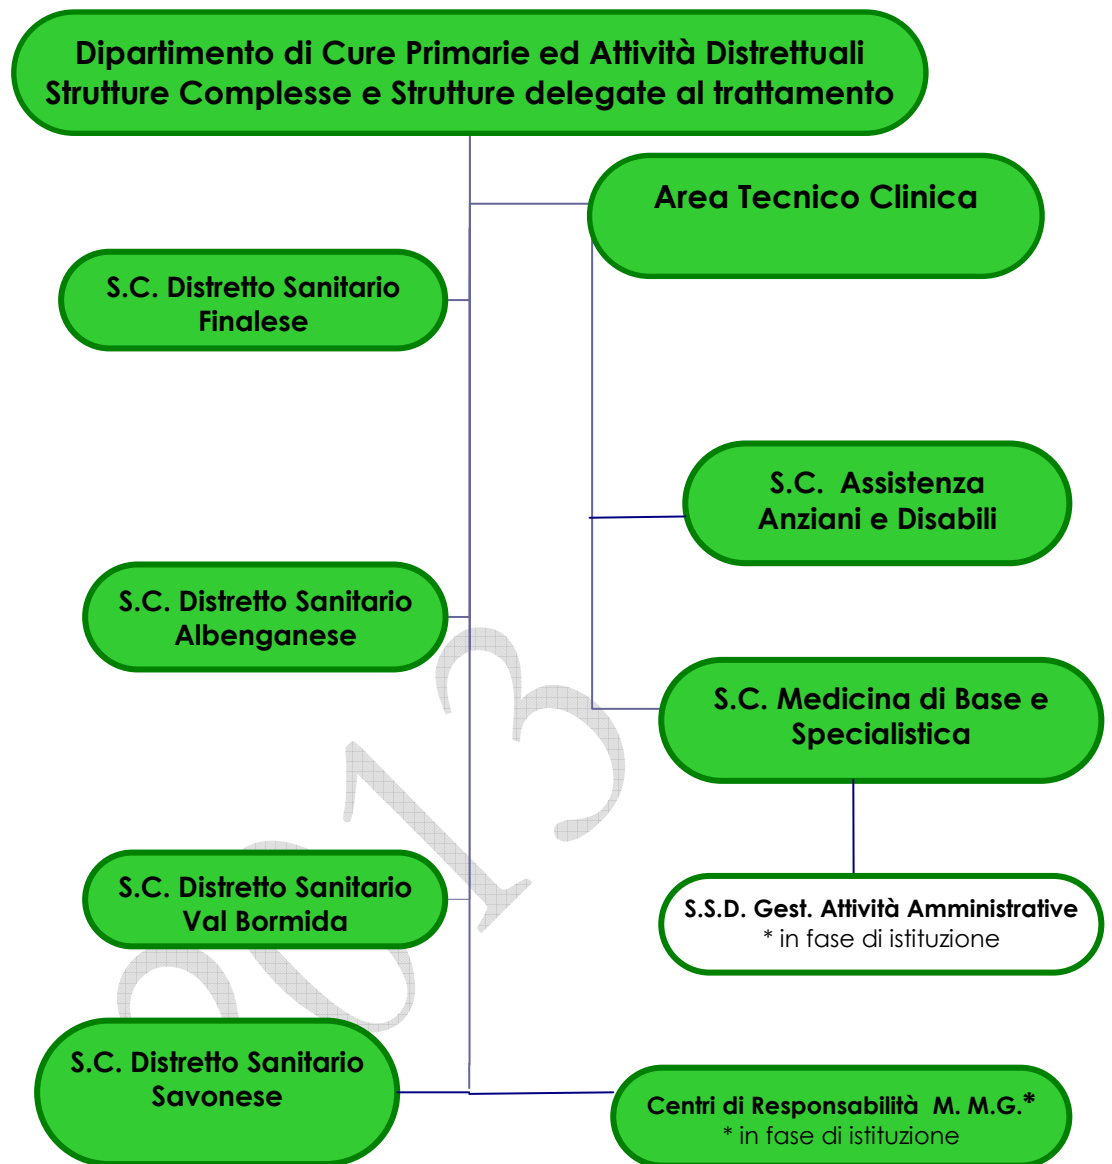 Dipartimento di Cure Primarie ed Attività Distrettuali
Strutture Complesse e Strutture delegate al trattamento
Area Tecnico Clinica
S.C. Distretto Sanitario
Finalese
S.C. Assistenza
Anziani e Disabili
S.C. Distretto Sanitario
Albenganese
S.C. Medicina di Base e
Specialistica
S.C. Distretto Sanitario
Val Bormida
S.S.D. Gest. Attività Amministrative
* in fase di istituzione
S.C. Distretto Sanitario
Savonese
Centri di Responsabilità M. M.G.*
* in fase di istituzione
2013